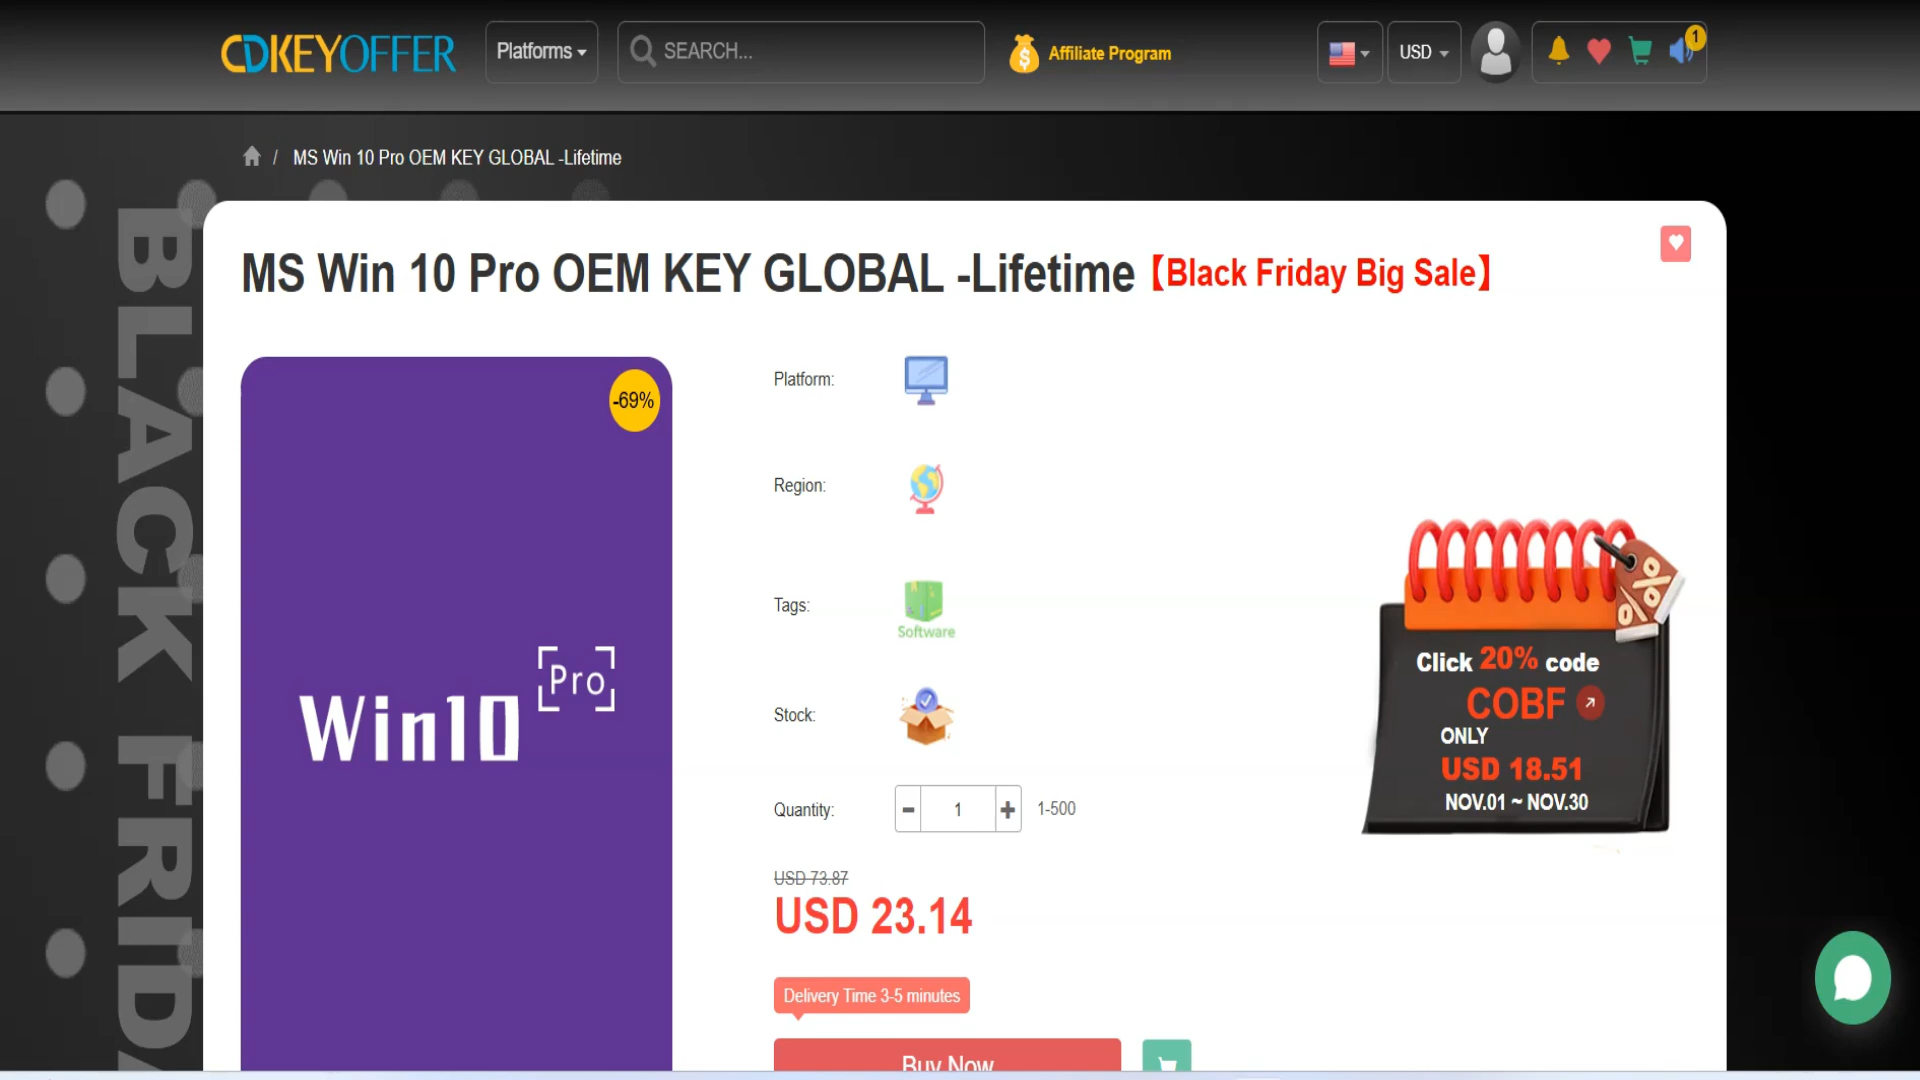 CDKEYOFFER
Platforms
SEARCH...
Affiliate Program
USD
1
/ MS Win 10 Pro OEM KEY GLOBAL -Lifetime
MS Win 10 Pro OEM KEY GLOBAL -Lifetime【Black Friday Big Sale】
-69%
Win10 Pro
Platform:
Region:
Tags:
Software
Stock:
Quantity:
- 1 + 1-500
USD 73.87
USD 23.14
Delivery Time 3-5 minutes
Buy Now
Click 20% code
COBF
ONLY
USD 18.51
NOV.01 ~ NOV.30
BLACK FRIDA